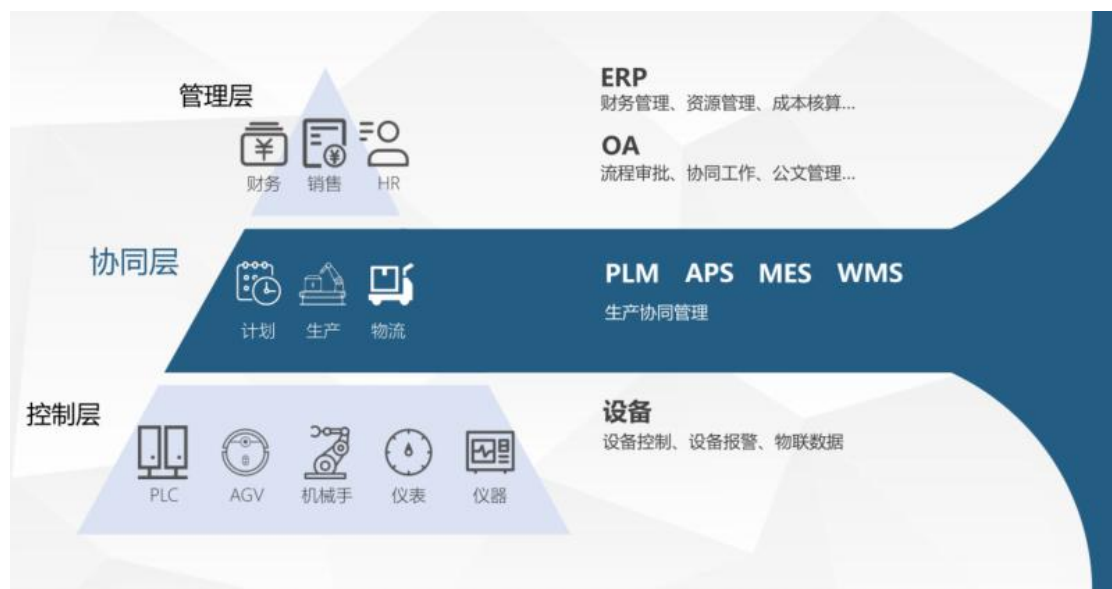 管理层
财务 销售 HR
ERP
财务管理、资源管理、成本核算...
OA
流程审批、协同工作、公文管理...
协同层
计划 生产 物流
PLM APS MES WMS
生产协同管理
控制层
PLC AGV 机械手 仪表 仪器
设备
设备控制、设备报警、物联数据